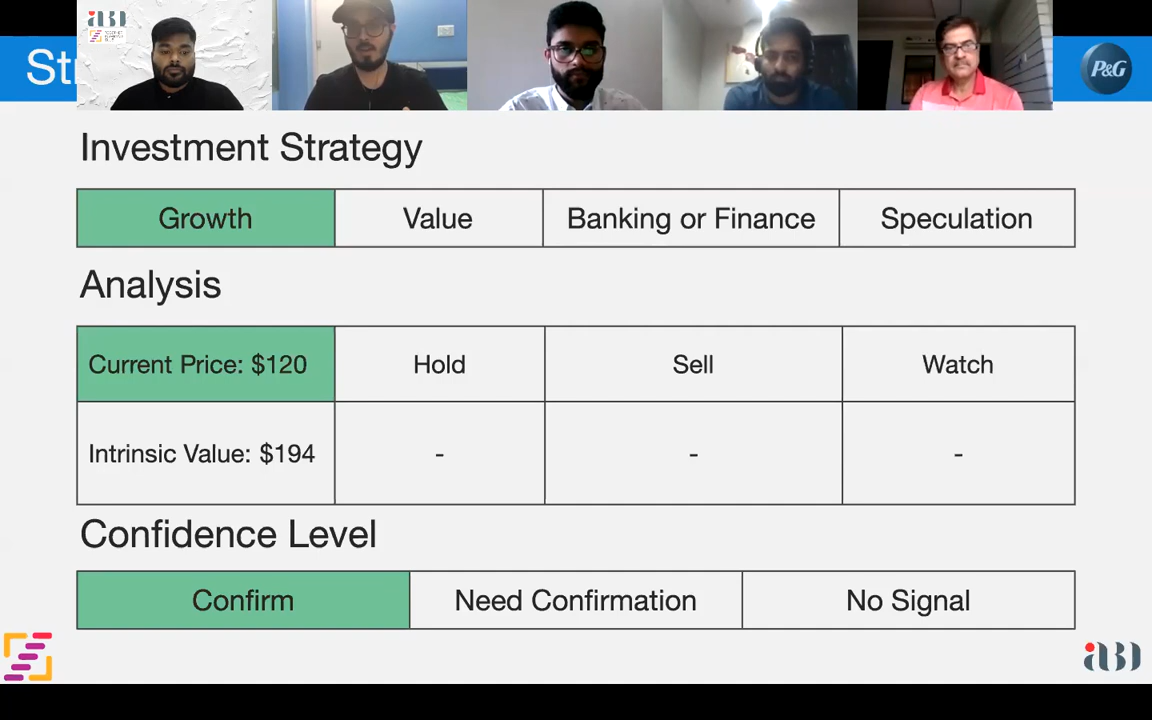 Str
P&G
Investment Strategy
Growth Value Banking or Finance Speculation
Analysis
Current Price: $120 Hold Sell Watch
Intrinsic Value: $194 - - -
Confidence Level
Confirm Need Confirmation No Signal